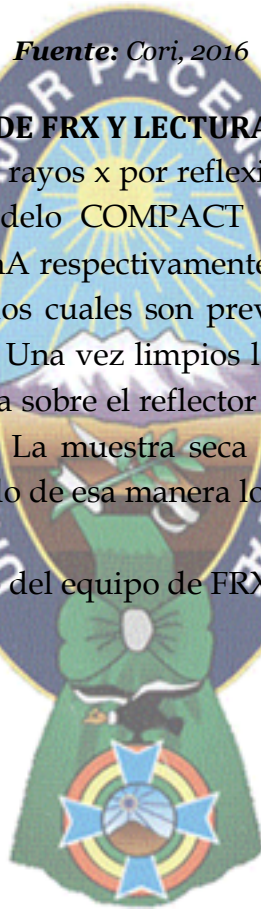 Fuente: Cori, 2016
DE FRX Y LECTURA
rayos x por reflexi
delo COMPACT
nA respectivamente
os cuales son prev
Una vez limpios l
a sobre el reflector
La muestra seca
lo de esa manera lo
del equipo de FRX